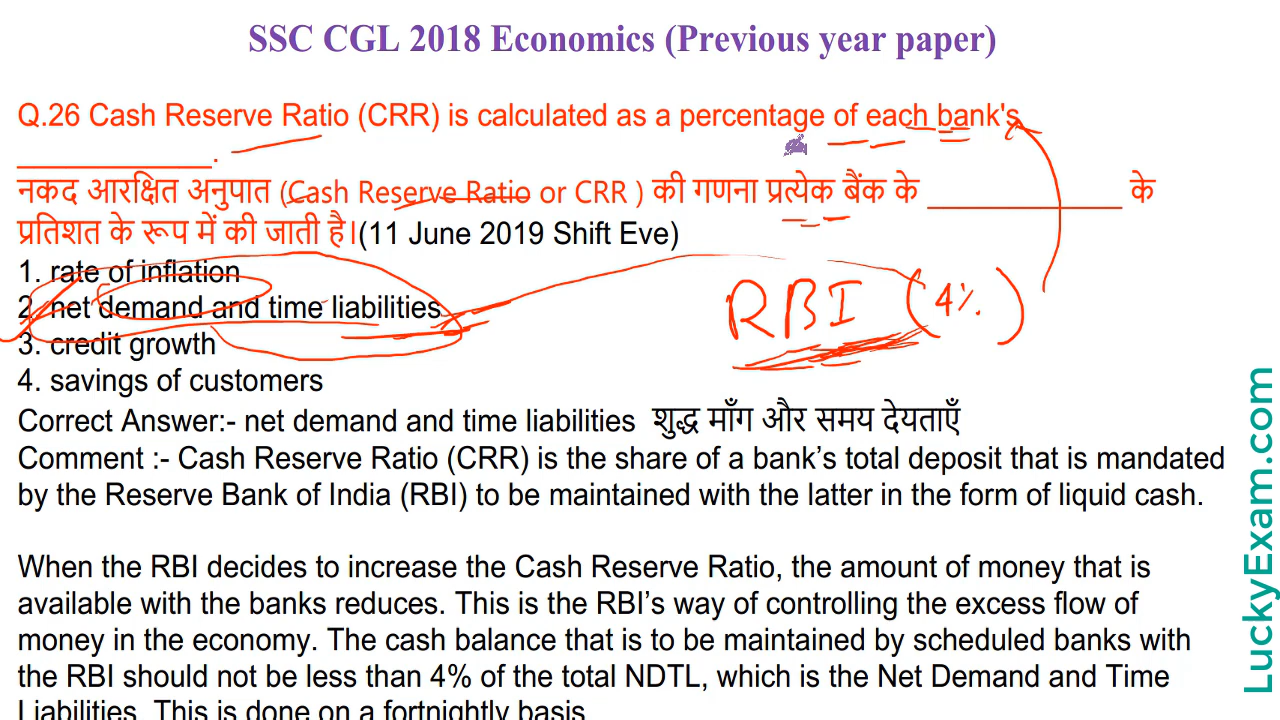 SSC CGL 2018 Economics (Previous year paper)
Q.26 Cash Reserve Ratio (CRR) is calculated as a percentage of each bank's
____________.
नकद आरक्षित अनुपात (Cash Reserve Ratio or CRR ) की गणना प्रत्येक बैंक के ____________ के
प्रतिशत के रूप में की जाती है।(11 June 2019 Shift Eve)
1. rate of inflation
2. net demand and time liabilities
3. credit growth
4. savings of customers
RBI (4%)
Correct Answer:- net demand and time liabilities शुद्ध माँग और समय देयताएँ
Comment :- Cash Reserve Ratio (CRR) is the share of a bank’s total deposit that is mandated
by the Reserve Bank of India (RBI) to be maintained with the latter in the form of liquid cash.
When the RBI decides to increase the Cash Reserve Ratio, the amount of money that is
available with the banks reduces. This is the RBI’s way of controlling the excess flow of
money in the economy. The cash balance that is to be maintained by scheduled banks with
the RBI should not be less than 4% of the total NDTL, which is the Net Demand and Time
Liabilities. This is done on a fortnightly basis
LuckyExam.com